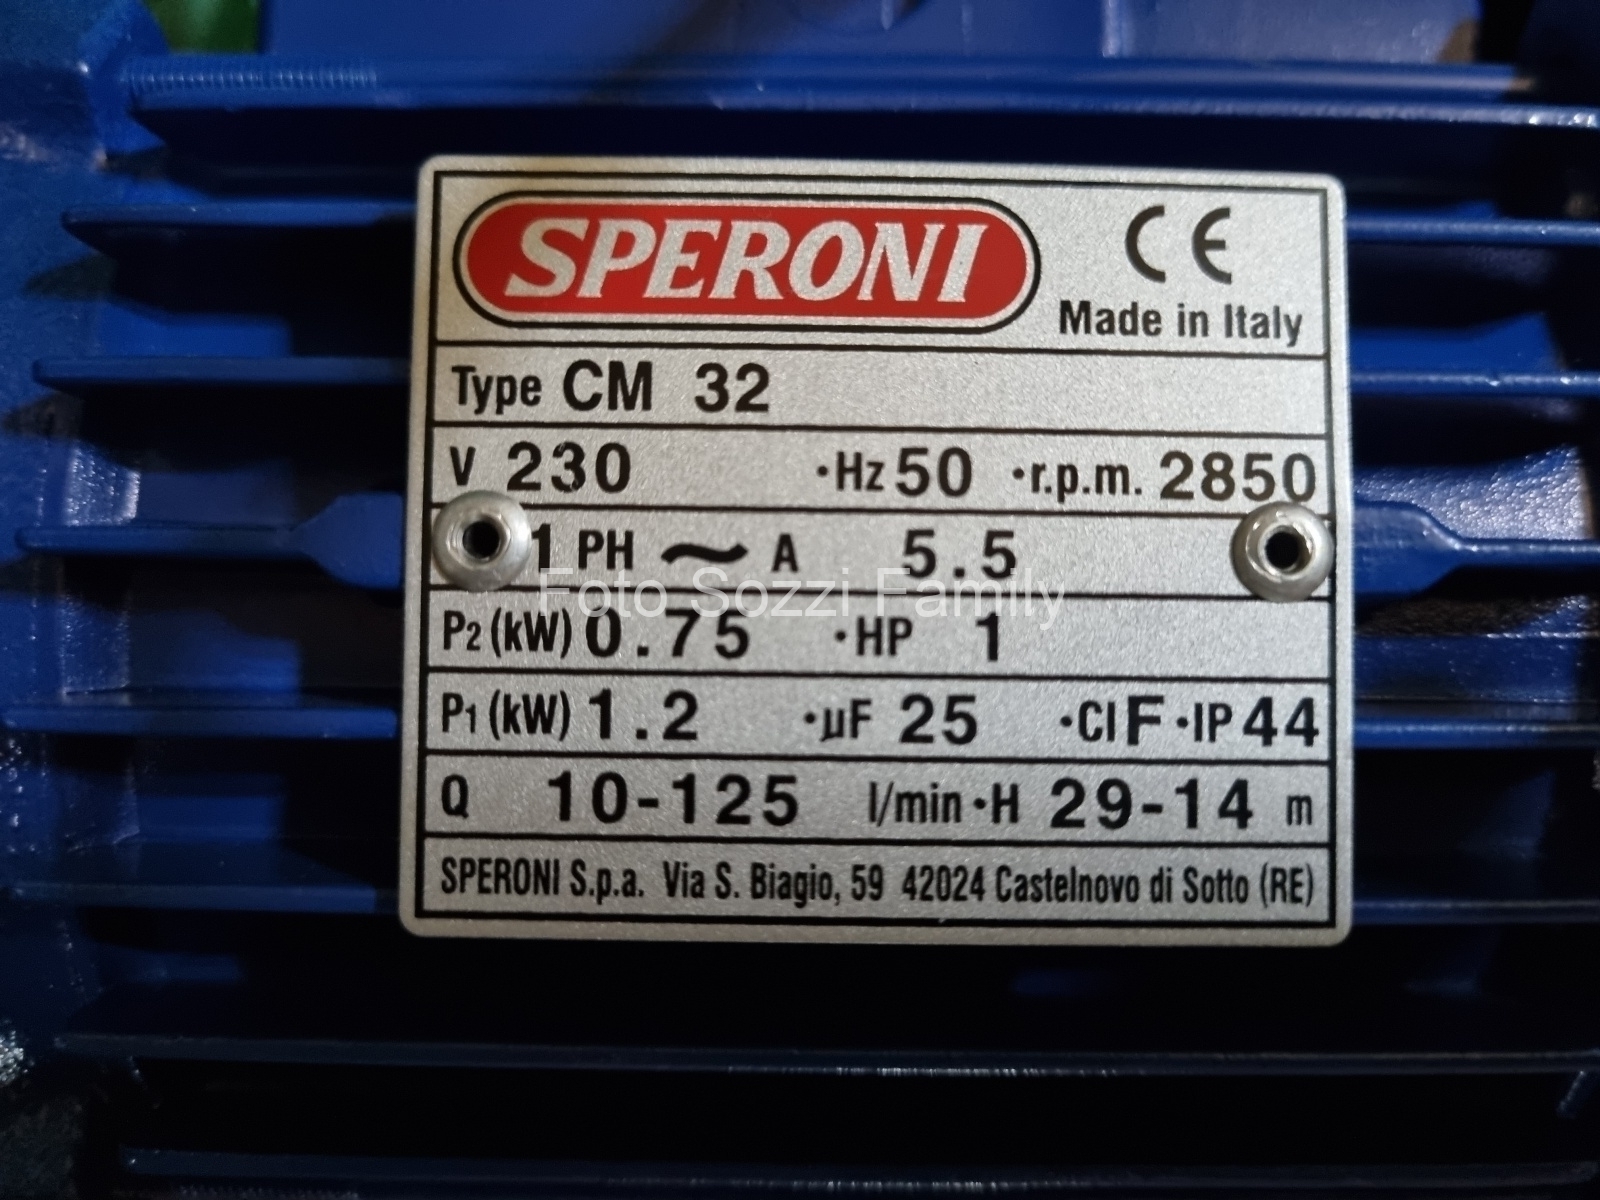 SPERONI
CE
Made in Italy
Type CM 32
V 230 ·Hz 50 ·r.p.m. 2850
1 PH ~ A 5.5
Foto Sozzi Family
P2 (kW) 0.75 ·HP 1
P1 (kW) 1.2 ·µF 25 ·Cl F ·IP 44
Q 10-125 l/min ·H 29-14 m
SPERONI S.p.a. Via S. Biagio, 59 42024 Castelnovo di Sotto (RE)